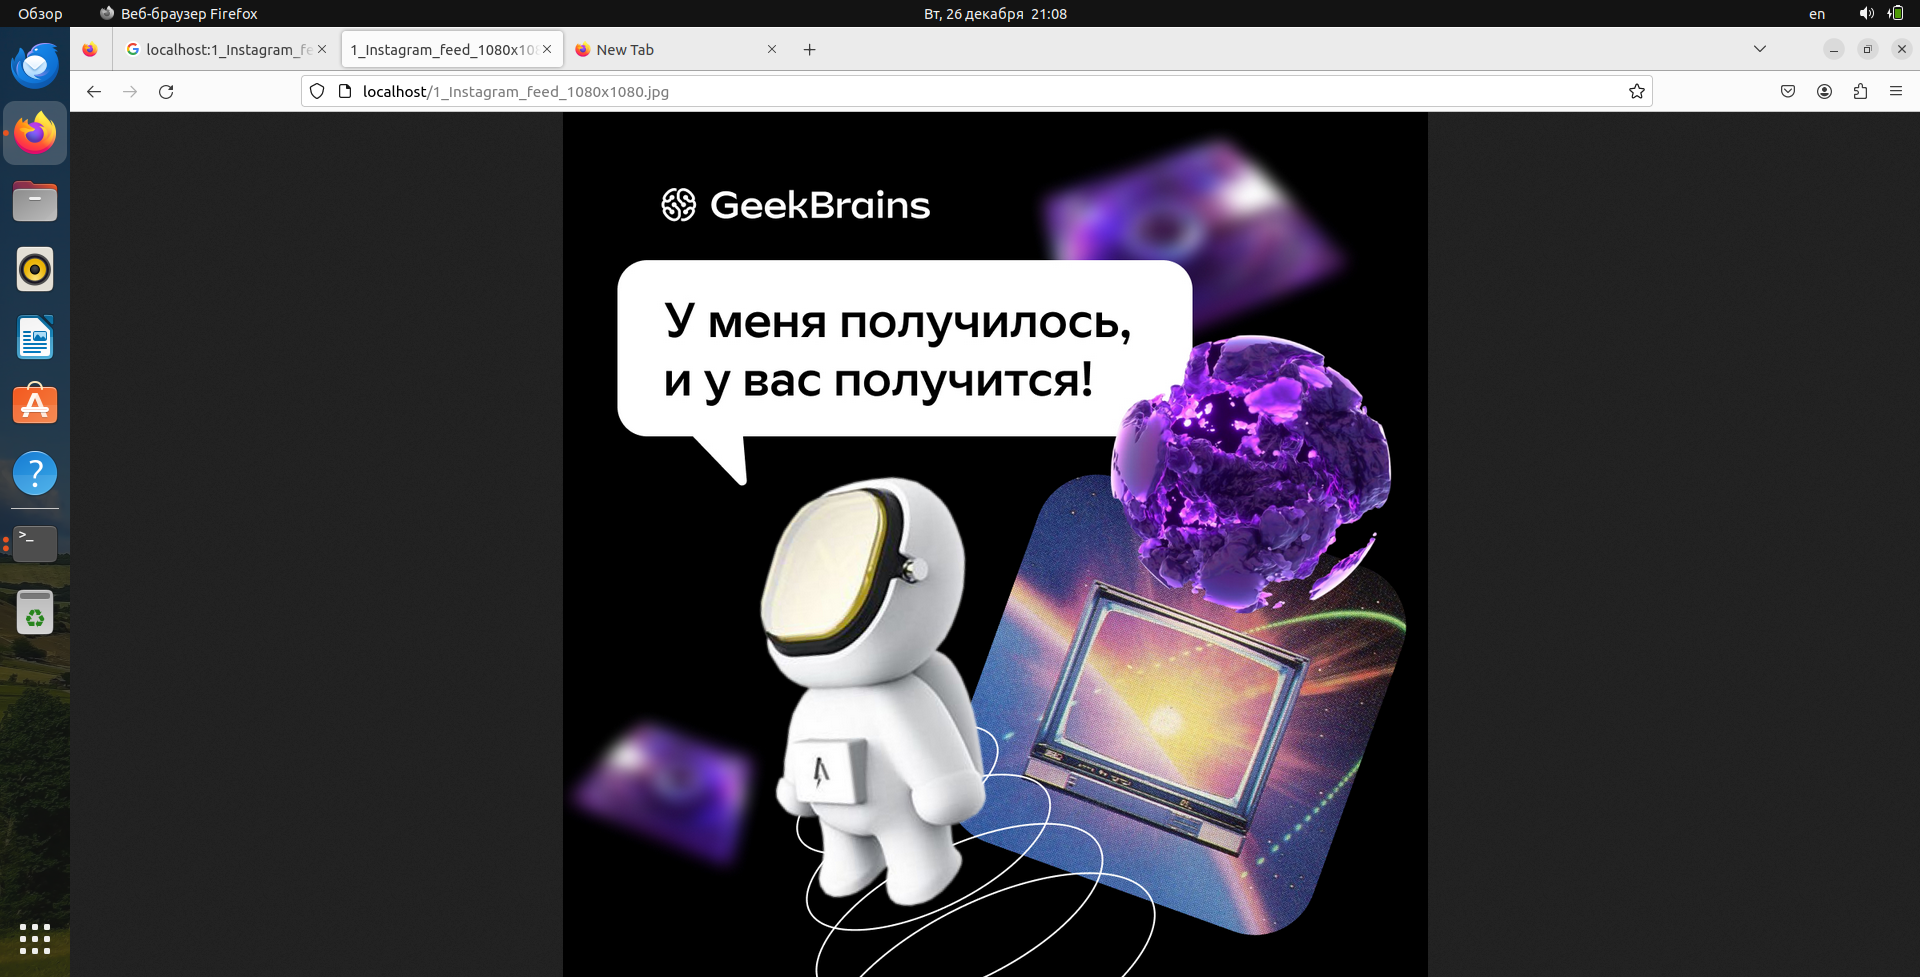 Обзор
Веб-браузер Firefox
Вт, 26 декабря 21:08
en
localhost:1_Instagram_fe
1_Instagram_feed_1080x108
New Tab
localhost/1_Instagram_feed_1080x1080.jpg
GeekBrains
У меня получилось,
и у вас получится!